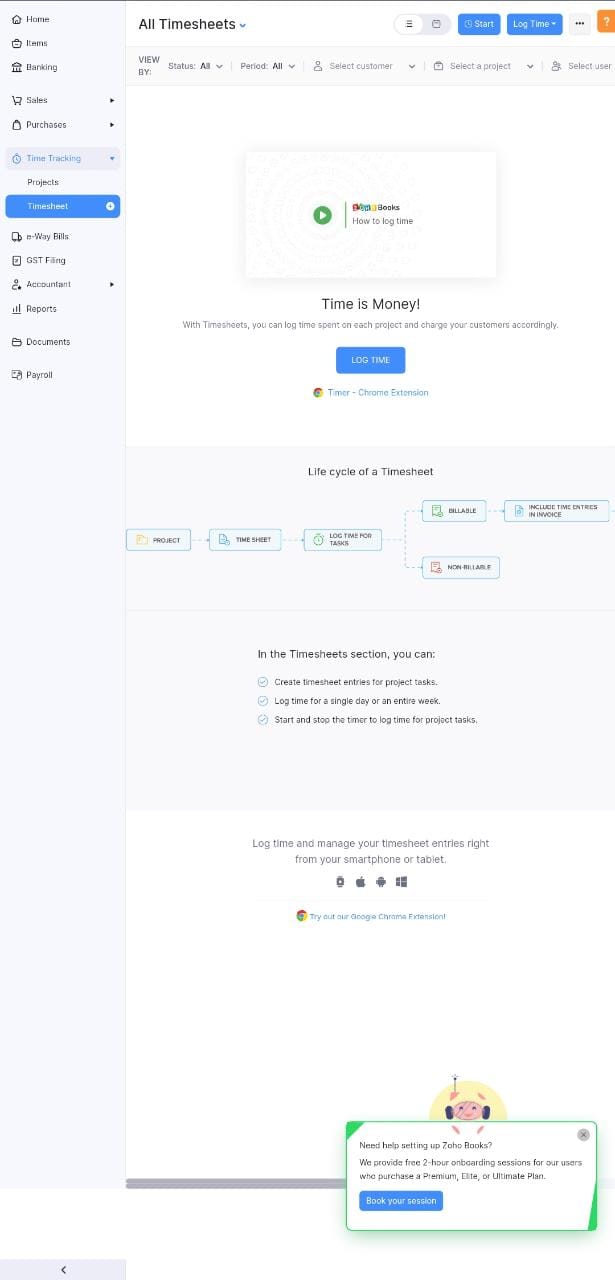 Home
Items
Banking
Sales
Purchases
Time Tracking
Projects
Timesheet
e-Way Bills
GST Filing
Accountant
Reports
Documents
Payroll
All Timesheets
Start
Log Time
?
VIEW BY:
Status: All
Period: All
Select customer
Select a project
Select user
ZOHO Books
How to log time
Time is Money!
With Timesheets, you can log time spent on each project and charge your customers accordingly.
LOG TIME
Timer - Chrome Extension
Life cycle of a Timesheet
PROJECT
TIME SHEET
LOG TIME FOR
TASKS
BILLABLE
INCLUDE TIME ENTRIES
IN INVOICE
NON-BILLABLE
In the Timesheets section, you can:
Create timesheet entries for project tasks.
Log time for a single day or an entire week.
Start and stop the timer to log time for project tasks.
Log time and manage your timesheet entries right
from your smartphone or tablet.
Try out our Google Chrome Extension!
Need help setting up Zoho Books?
We provide free 2-hour onboarding sessions for our users
who purchase a Premium, Elite, or Ultimate Plan.
Book your session